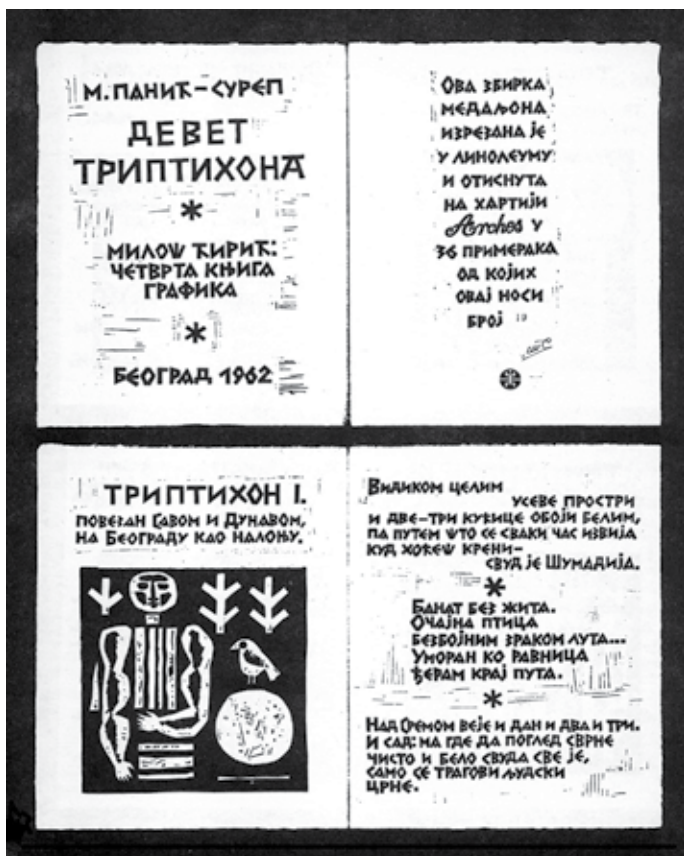 М. ПАНИЋ-СУРЕП
ДЕВЕТ
ТРИПТИХОНА
*
МИЛОШ ЋИРИЋ:
ЧЕТВРТА КЊИГА
ГРАФИКА
*
БЕОГРАД 1962
ОВА ЗБИРКА
МЕДАЉОНА
ИЗРЕЗАНА ЈЕ
У ЛИНОЛЕУМУ
И ОТИСНУТА
НА ХАРТИЈИ
Arches У
36 ПРИМЕРАКА
ОД КОЈИХ
ОВАЈ НОСИ
БРОЈ
ТРИПТИХОН I.
ПОВЕЗАН САВОМ И ДУНАВОМ,
НА БЕОГРАДУ КАО НАЛОЊУ.
ВИДИКОМ ЦЕЛИМ
УСЕВЕ ПРОСТРИ
И ДВЕ-ТРИ КУЋИЦЕ ОБОЈИ БЕЛИМ,
ПА ПУТЕМ ШТО СЕ СВАКИ ЧАС ИЗВИЈА
КУД ХОЋЕШ КРЕНИ-
СВУД ЈЕ ШУМАДИЈА.
*
БАНАТ БЕЗ ЖИТА.
ОЧАЈНА ПТИЦА
БЕЗБОЈНИМ ЗРАКОМ ЛУТА...
УМОРАН КО РАВНИЦА
ЂЕРАМ КРАЈ ПУТА.
*
НАД СРЕМОМ ВЕЈЕ И ДАН И ДВА И ТРИ.
И САД: МА ГДЕ ДА ПОГЛЕД СВРНЕ
ЧИСТО И БЕЛО СВУДА СВЕ ЈЕ,
САМО СЕ ТРАГОВИ ЉУДСКИ
ЦРНЕ.